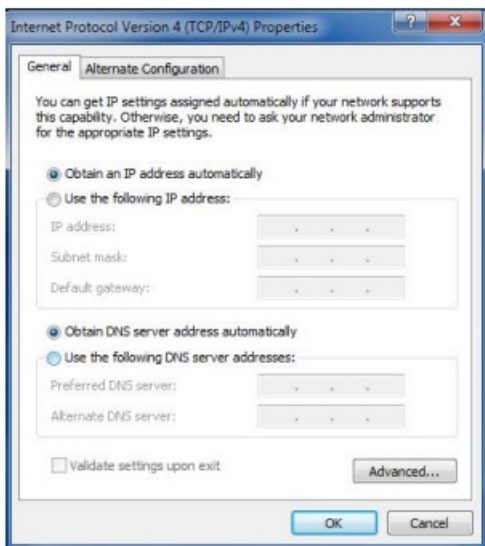 Internet Protocol Version 4 (TCP/IPv4) Properties
General
Alternate Configuration
You can get IP settings assigned automatically if your network supports
this capability. Otherwise, you need to ask your network administrator
for the appropriate IP settings.
Obtain an IP address automatically
Use the following IP address:
IP address:
Subnet mask:
Default gateway:
Obtain DNS server address automatically
Use the following DNS server addresses:
Preferred DNS server:
Alternate DNS server:
Validate settings upon exit
Advanced...
OK
Cancel